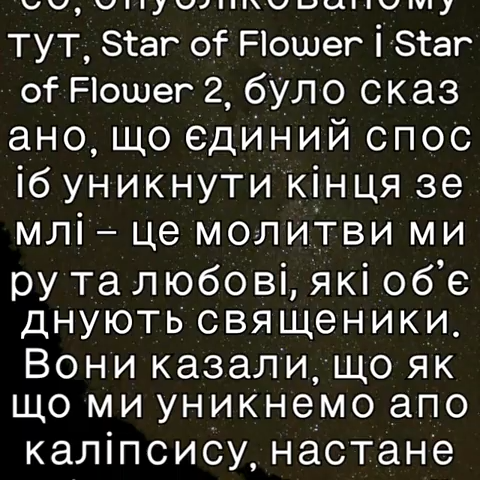 ео, опублікованому
тут, Star of Flower і Star
of Flower 2, було сказ
ано, що єдиний спос
іб уникнути кінця зе
млі – це молитви ми
ру та любові, які об’є
днують священики.
Вони казали, що як
що ми уникнемо апо
каліпсису, настане